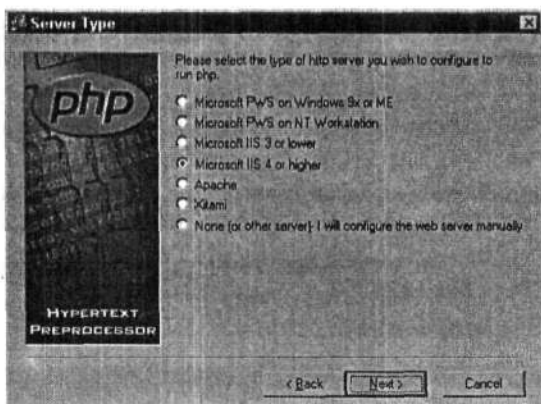 Server Type
Please select the type of http server you wish to configure to
run php.
Microsoft PWS on Windows 9x or ME
Microsoft PWS on NT Workstation
Microsoft IIS 3 or lower
Microsoft IIS 4 or higher
Apache
Xitami
None (or other server)- I will configure the web server manually
php
HYPERTEXT
PREPROCESSOR
< Back
Next >
Cancel